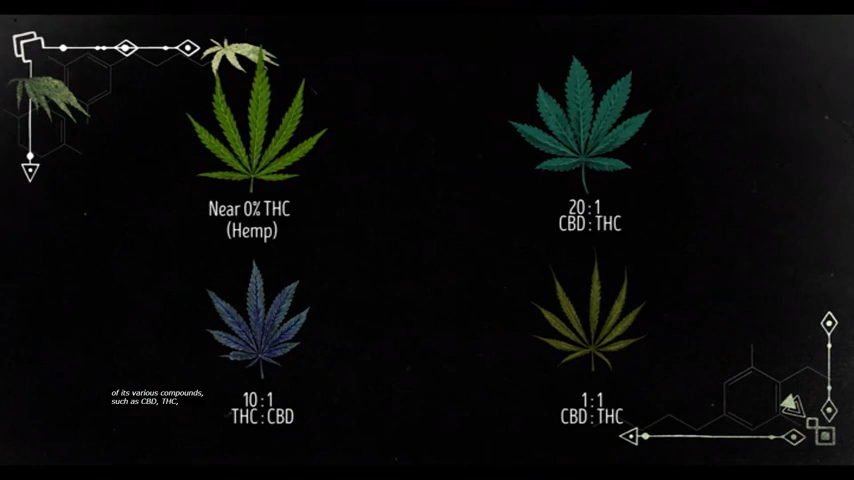 Near 0% THC
(Hemp)
20 : 1
CBD : THC
of its various compounds,
such as CBD, THC,
10 : 1
THC : CBD
1 : 1
CBD : THC